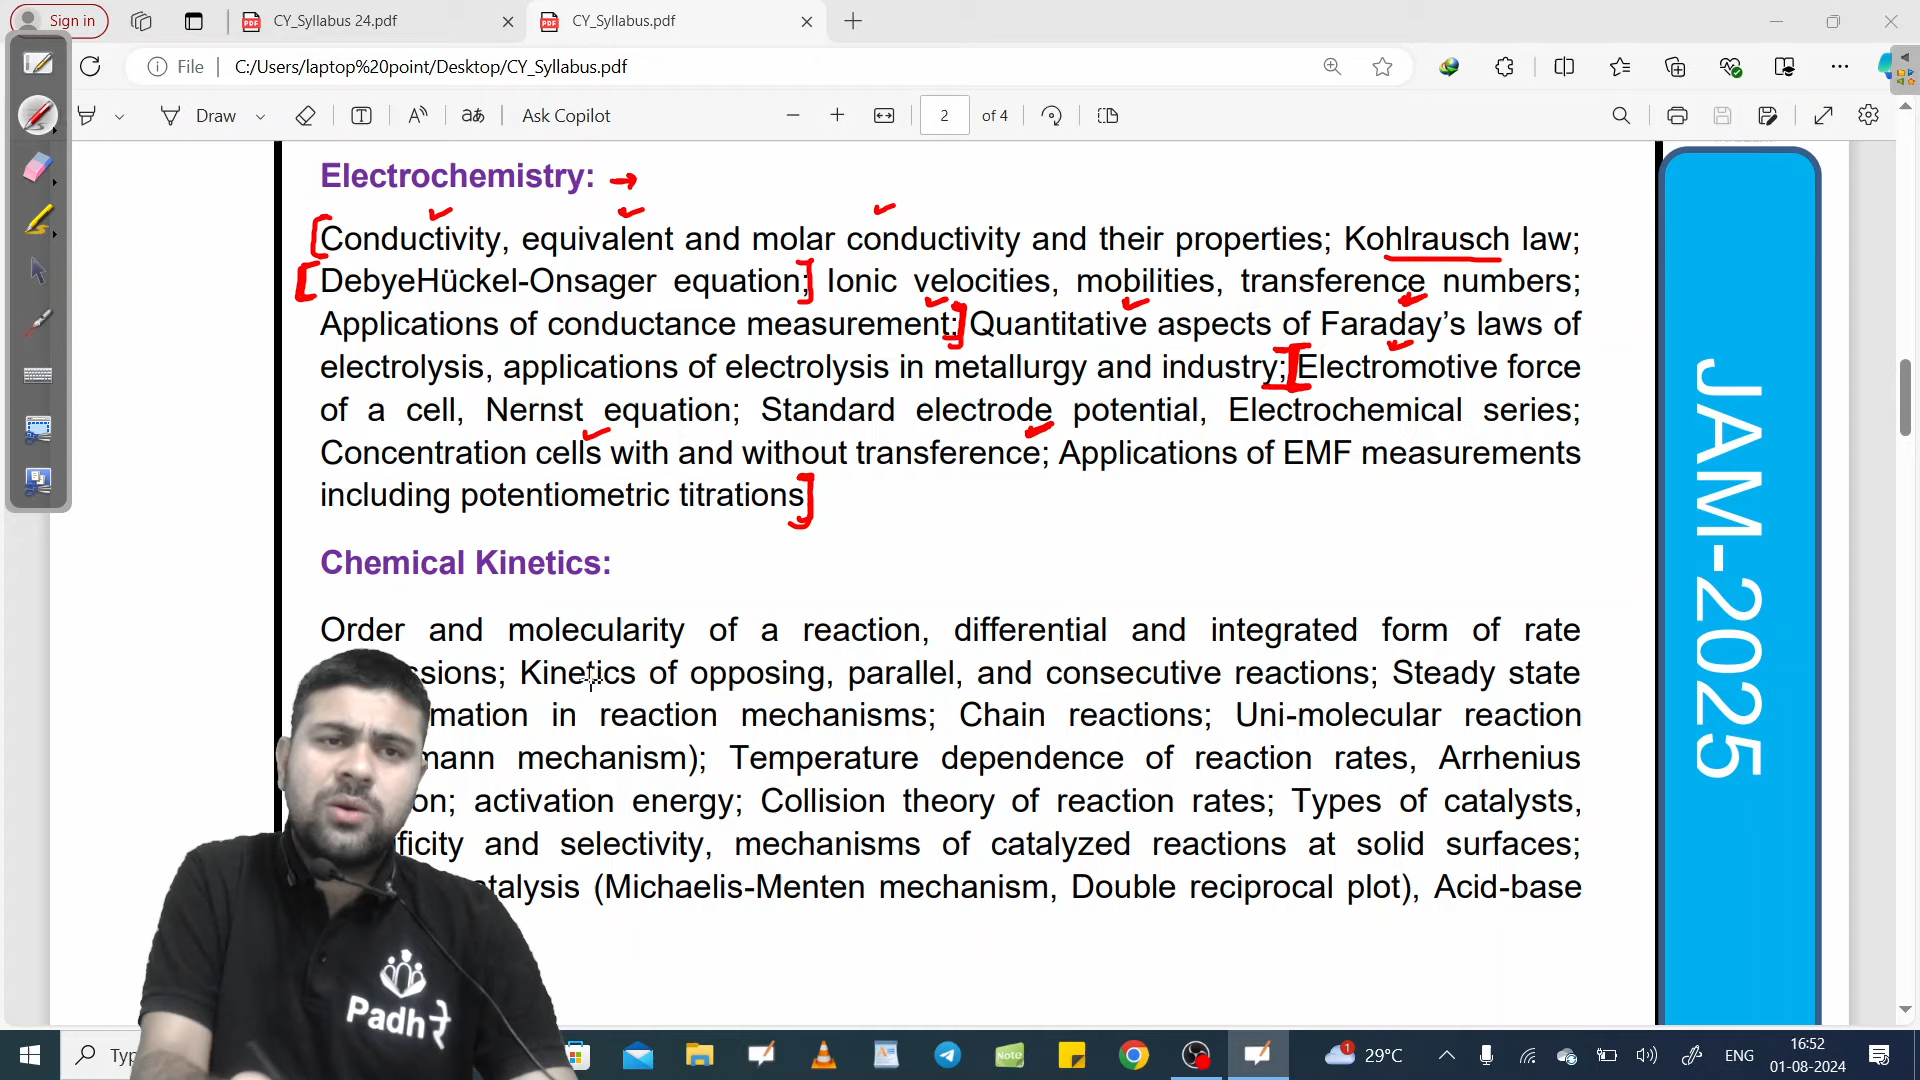 Sign in
CY_Syllabus 24.pdf
CY_Syllabus.pdf
File
C:/Users/laptop%20point/Desktop/CY_Syllabus.pdf
Draw
Ask Copilot
2
of 4
Electrochemistry:
Conductivity, equivalent and molar conductivity and their properties; Kohlrausch law;
DebyeHückel-Onsager equation; Ionic velocities, mobilities, transference numbers;
Applications of conductance measurement; Quantitative aspects of Faraday's laws of
electrolysis, applications of electrolysis in metallurgy and industry; Electromotive force
of a cell, Nernst equation; Standard electrode potential, Electrochemical series;
Concentration cells with and without transference; Applications of EMF measurements
including potentiometric titrations
Chemical Kinetics:
Order and molecularity of a reaction, differential and integrated form of rate
ssions; Kinetics of opposing, parallel, and consecutive reactions; Steady state
mation in reaction mechanisms; Chain reactions; Uni-molecular reaction
mann mechanism); Temperature dependence of reaction rates, Arrhenius
on; activation energy; Collision theory of reaction rates; Types of catalysts,
ficity and selectivity, mechanisms of catalyzed reactions at solid surfaces;
talysis (Michaelis-Menten mechanism, Double reciprocal plot), Acid-base
JAM-2025
Padhरे
Typ
note
1
29°C
ENG
16:52
01-08-2024